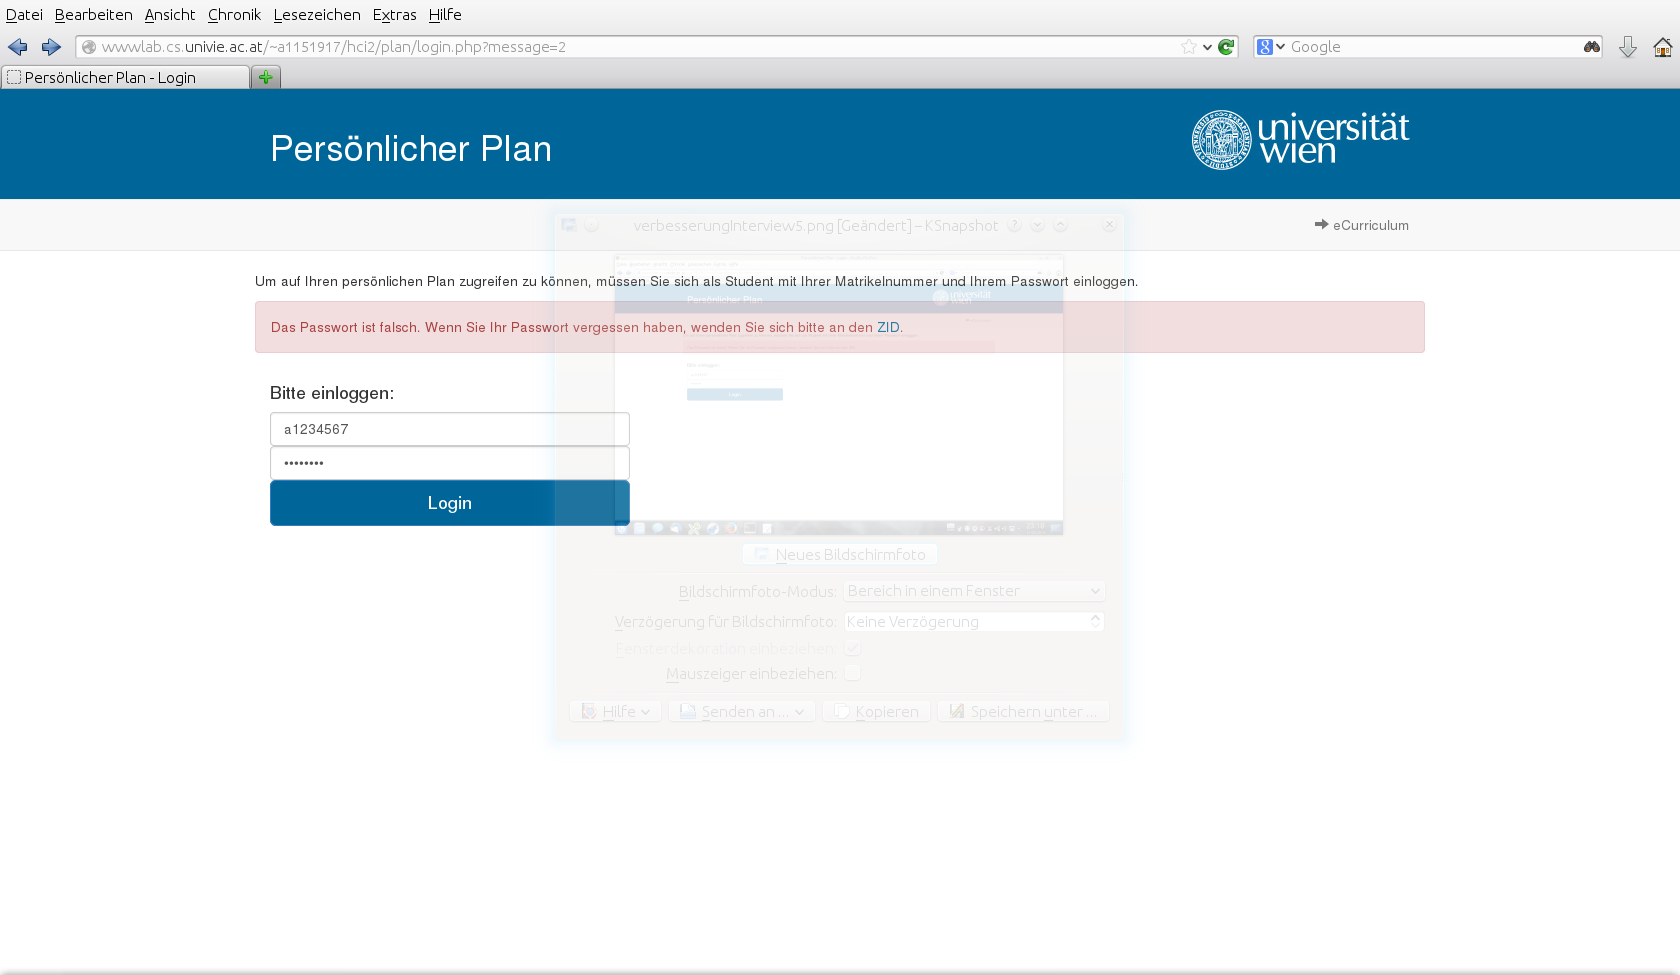 Datei Bearbeiten Ansicht Chronik Lesezeichen Extras Hilfe
wwwlab.cs.univie.ac.at/~a1151917/hci2/plan/login.php?message=2
Google
Persönlicher Plan - Login
Persönlicher Plan
universität
wien
eCurriculum
verbesserungInterview5.png [Geändert] – KSnapshot
Um auf Ihren persönlichen Plan zugreifen zu können, müssen Sie sich als Student mit Ihrer Matrikelnummer und Ihrem Passwort einloggen.
Persönlicher Plan
universität
wien
Das Passwort ist falsch. Wenn Sie Ihr Passwort vergessen haben, wenden Sie sich bitte an den ZID.
Bitte einloggen:
a1234567
••••••••
Login
Neues Bildschirmfoto
Bildschirmfoto-Modus: Bereich in einem Fenster
Verzögerung für Bildschirmfoto: Keine Verzögerung
Fensterdekoration einbeziehen:
Mauszeiger einbeziehen:
Hilfe Senden an ... Kopieren Speichern unter ...